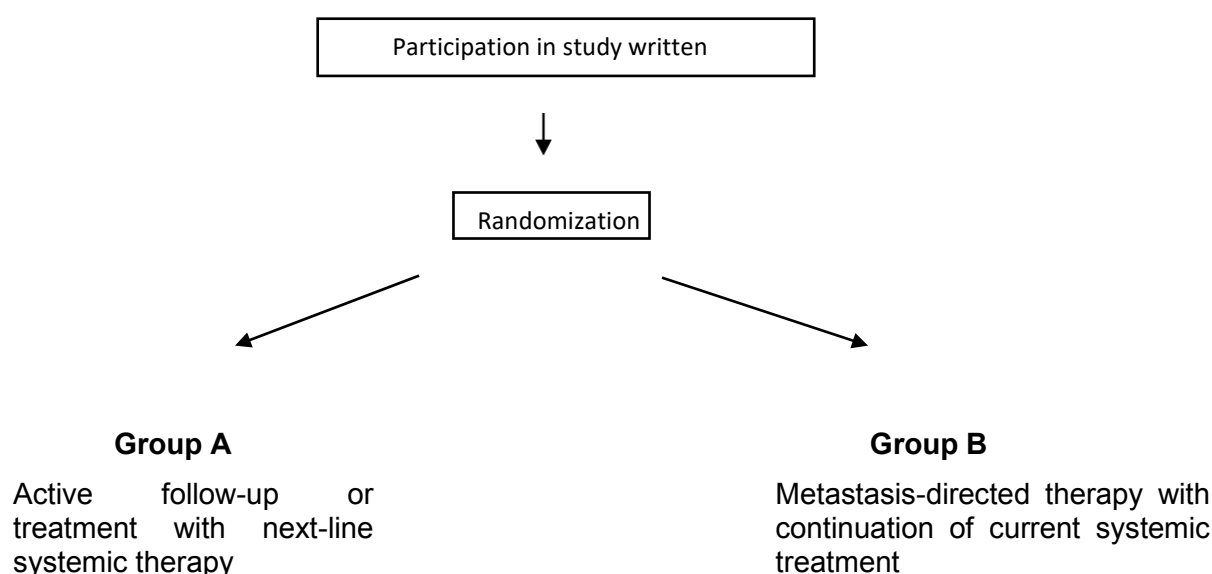 Participation in study written
Randomization
Group A
Active follow-up or
treatment with next-line
systemic therapy
Group B
Metastasis-directed therapy with
continuation of current systemic
treatment